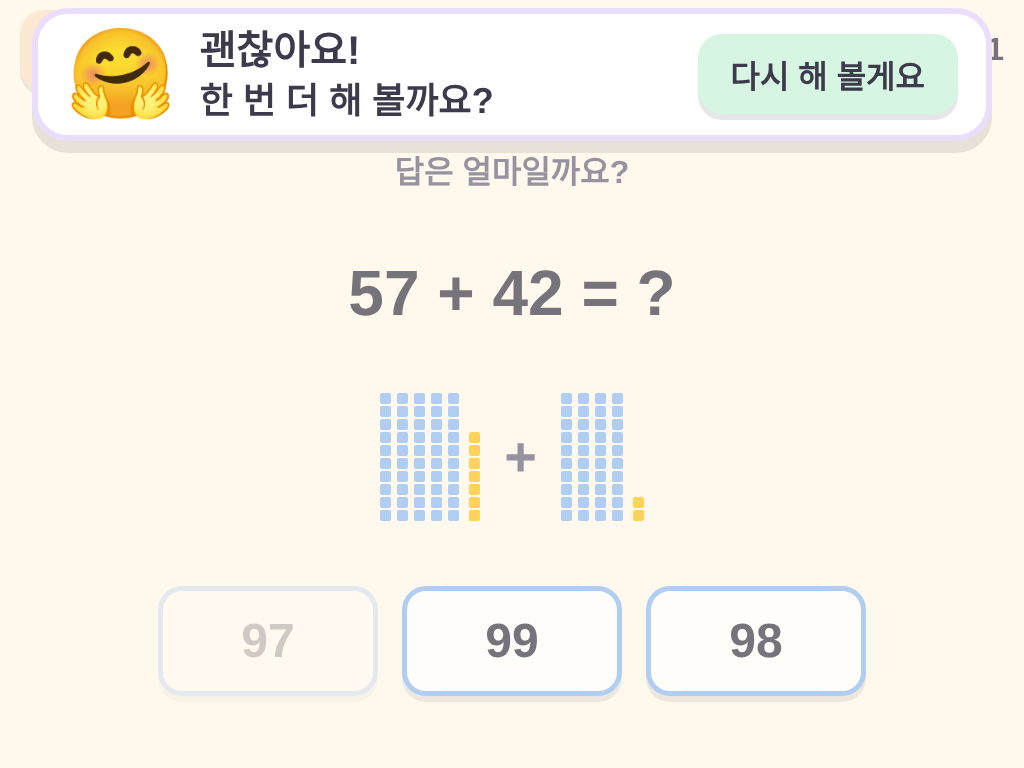 괜찮아요!
한 번 더 해 볼까요?
다시 해 볼게요
1
답은 얼마일까요?
57 + 42 = ?
+
97
99
98